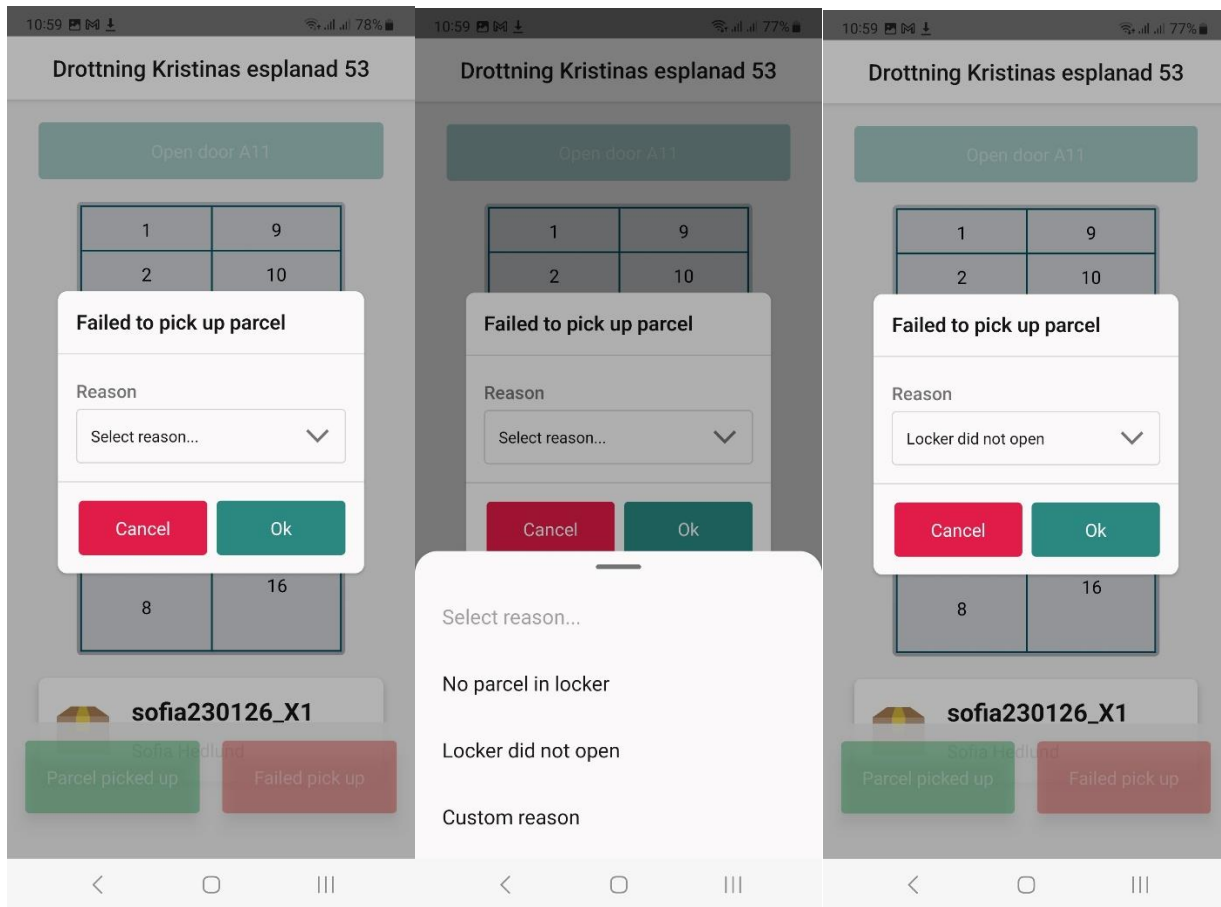 10:59 78%
Drottning Kristinas esplanad 53
Open door A11
1 9
2 10
Failed to pick up parcel
Reason
Select reason...
Cancel Ok
16
8
sofia230126_X1
Sofia Hedlund
Parcel picked up Failed pick up
10:59 77%
Drottning Kristinas esplanad 53
Open door A11
1 9
2 10
Failed to pick up parcel
Reason
Select reason...
Cancel Ok
Select reason...
No parcel in locker
Locker did not open
Custom reason
10:59 77%
Drottning Kristinas esplanad 53
Open door A11
1 9
2 10
Failed to pick up parcel
Reason
Locker did not open
Cancel Ok
16
8
sofia230126_X1
Sofia Hedlund
Parcel picked up Failed pick up